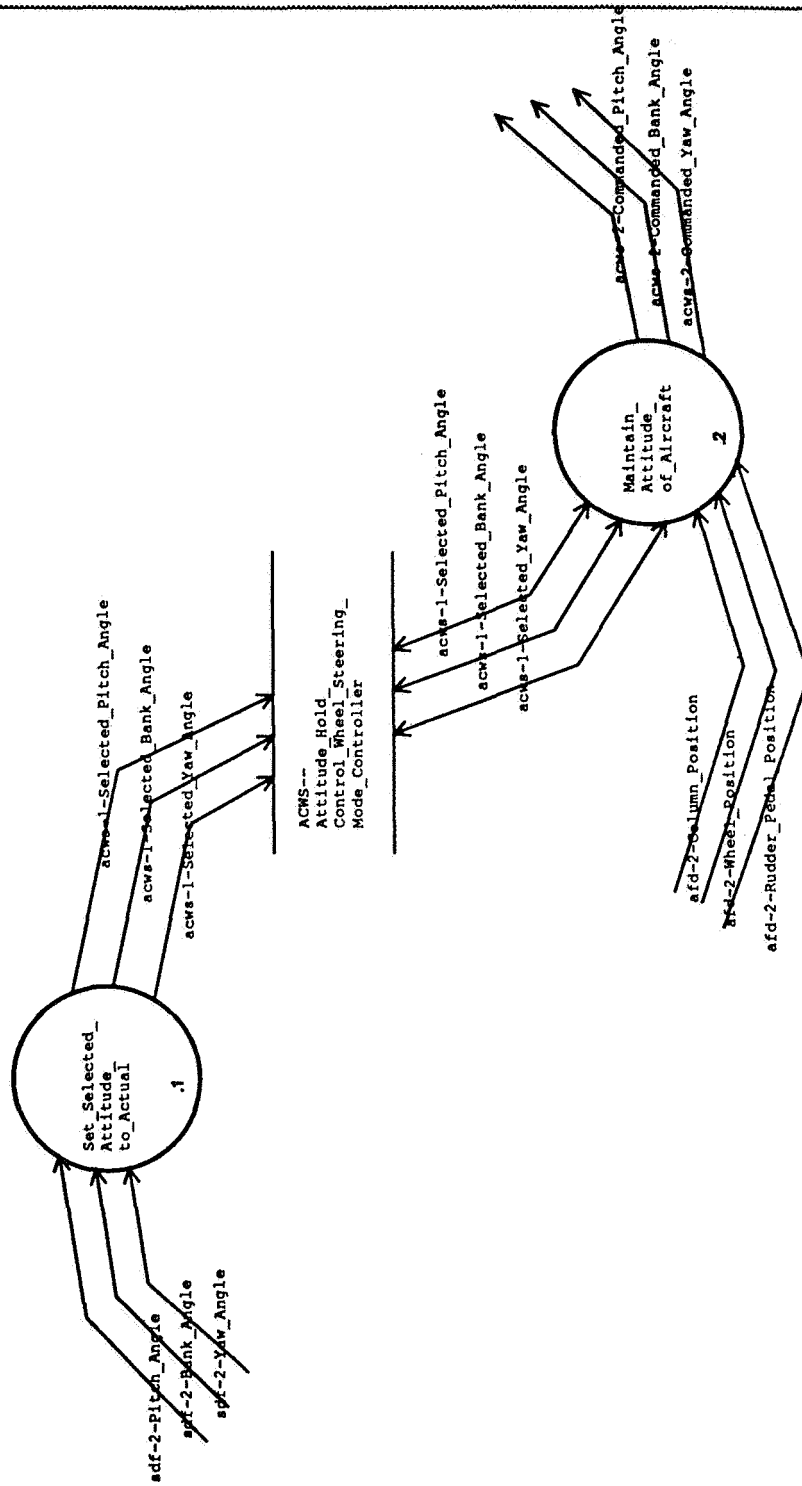 acws-2-Commanded_Pitch_Angle
acws-2-Commanded_Bank_Angle
acws-2-Commanded_Yaw_Angle
Maintain_
Attitude_
of_Aircraft
.2
acws-1-Selected_Pitch_Angle
acws-1-Selected_Bank_Angle
acws-1-Selected_Yaw_Angle
acws-1-Selected_Pitch_Angle
acws-1-Selected_Bank_Angle
acws-1-Selected_Yaw_Angle
ACWS--
Attitude_Hold_
Control_Wheel_Steering_
Mode_Controller
afd-2-Column_Position
afd-2-Wheel_Position
afd-2-Rudder_Pedal_Position
Set_Selected_
Attitude_
to_Actual
.1
sdf-2-Pitch_Angle
sdf-2-Bank_Angle
sdf-2-Yaw_Angle